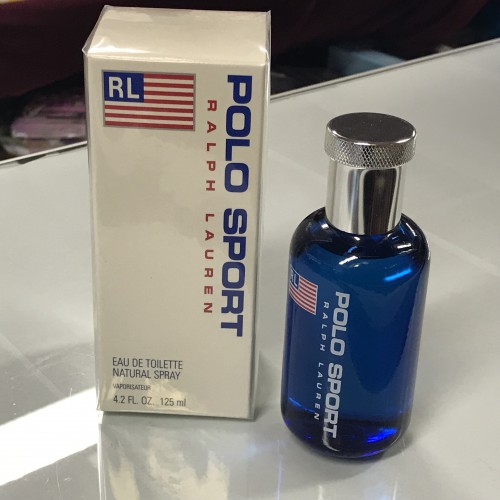 RL
POLO SPORT
RALPH LAUREN
EAU DE TOILETTE
NATURAL SPRAY
VAPORISATEUR
4.2 FL. OZ. 125 ml
POLO SPORT
RALPH LAUREN